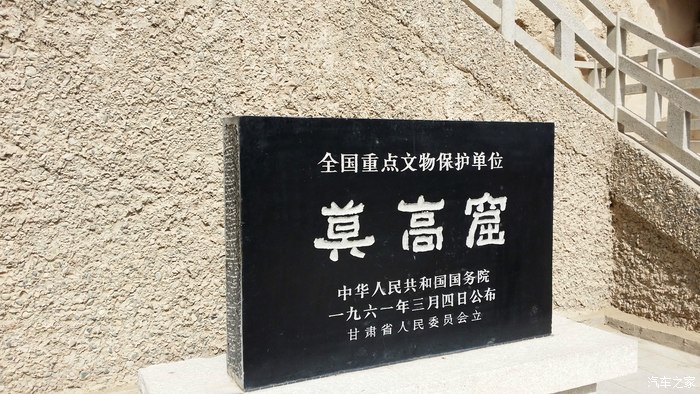 全国重点文物保护单位
莫高窟
中华人民共和国国务院
一九六一年三月四日公布
甘肃省人民委员会立
汽车之家